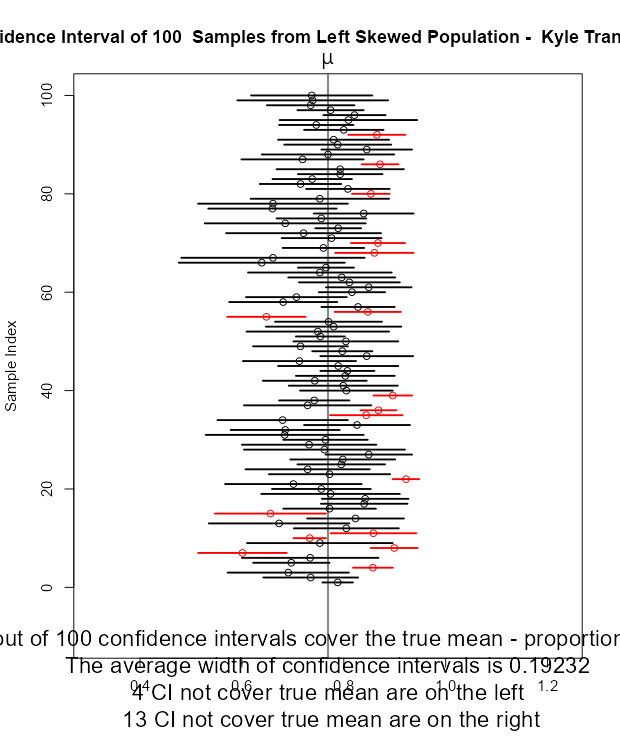 idence Interval of 100 Samples from Left Skewed Population - Kyle Tran
μ
100
80
60
40
20
0
Sample Index
out of 100 confidence intervals cover the true mean - proportion
The average width of confidence intervals is 0.19232
0.4 0.6 0.8 1.0 1.2
4 CI not cover true mean are on the left
13 CI not cover true mean are on the right